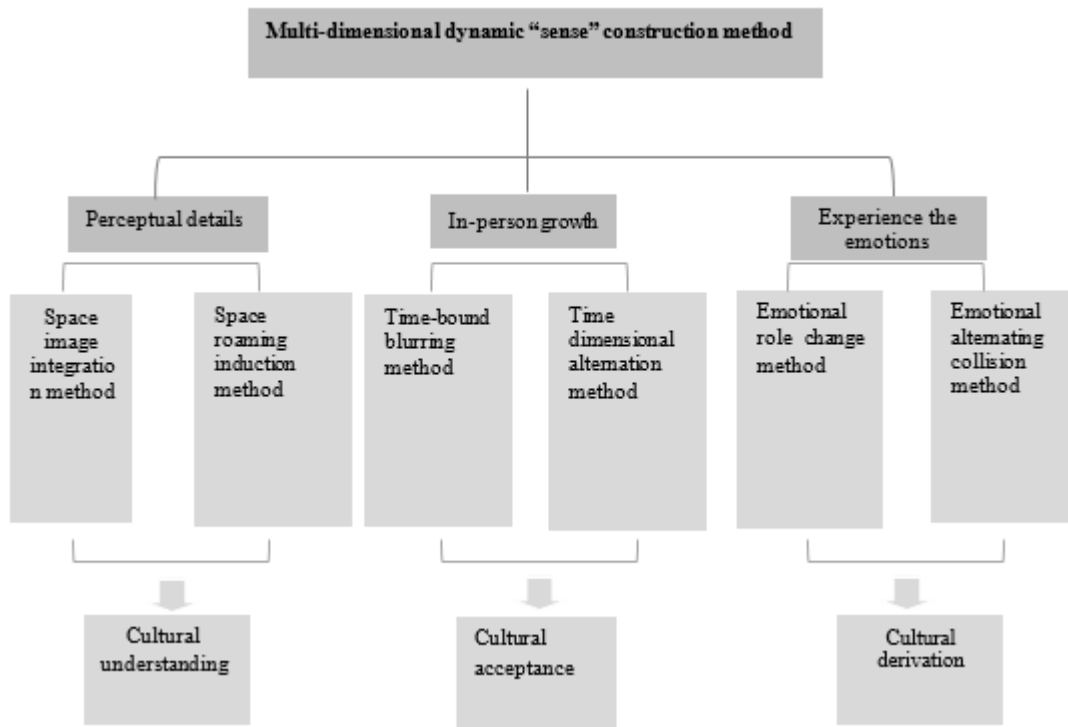 Multi-dimensional dynamic “sense” construction method
Perceptual details
In-person growth
Experience the
emotions
Space
image
integratio
n method
Space
roaming
induction
method
Time-bound
blurring
method
Time
dimensional
alternation
method
Emotional
role change
method
Emotional
alternating
collision
method
Cultural
understanding
Cultural
acceptance
Cultural
derivation